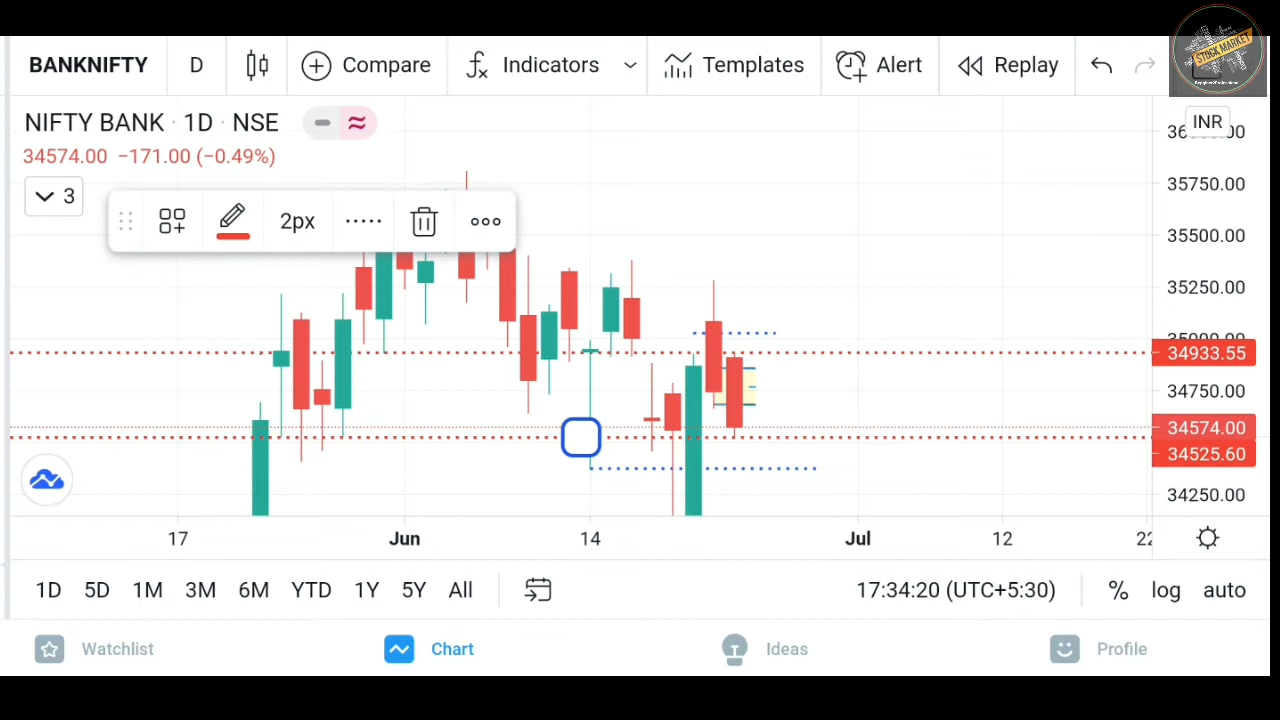 STOCK MARKET
BANKNIFTY D Compare Indicators Templates Alert Replay
NIFTY BANK · 1D · NSE
INR
34574.00 −171.00 (−0.49%)
3
2px
35750.00
35500.00
35250.00
34933.55
34750.00
34574.00
34525.60
34250.00
17 Jun 14 Jul 12
1D 5D 1M 3M 6M YTD 1Y 5Y All 17:34:20 (UTC+5:30) % log auto
Watchlist Chart Ideas Profile